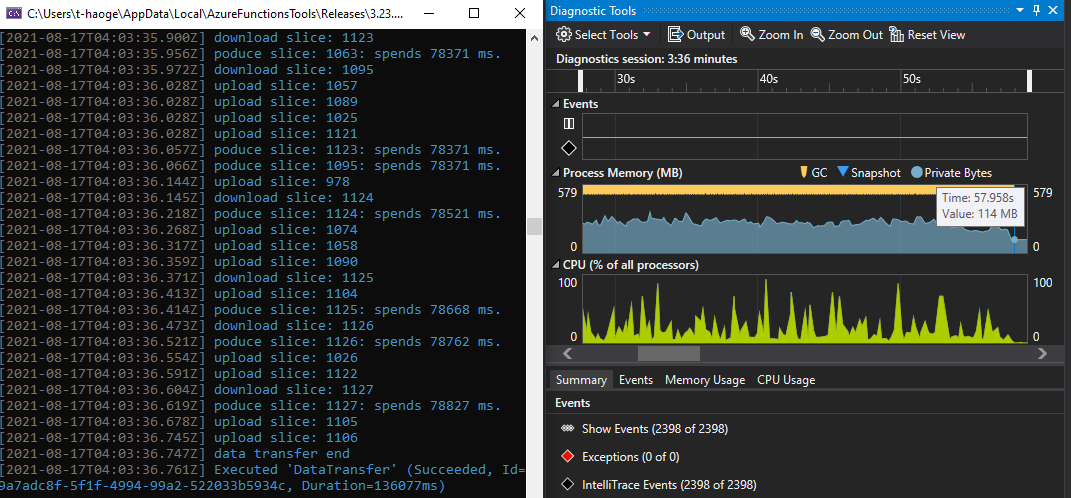 C:\Users\t-haoge\AppData\Local\AzureFunctionsTools\Releases\3.23....
[2021-08-17T04:03:35.900Z] download slice: 1123
[2021-08-17T04:03:35.956Z] poduce slice: 1063: spends 78371 ms.
[2021-08-17T04:03:35.972Z] download slice: 1095
[2021-08-17T04:03:36.028Z] upload slice: 1057
[2021-08-17T04:03:36.028Z] upload slice: 1089
[2021-08-17T04:03:36.028Z] upload slice: 1025
[2021-08-17T04:03:36.028Z] upload slice: 1121
[2021-08-17T04:03:36.057Z] poduce slice: 1123: spends 78371 ms.
[2021-08-17T04:03:36.066Z] poduce slice: 1095: spends 78371 ms.
[2021-08-17T04:03:36.144Z] upload slice: 978
[2021-08-17T04:03:36.145Z] download slice: 1124
[2021-08-17T04:03:36.218Z] poduce slice: 1124: spends 78521 ms.
[2021-08-17T04:03:36.268Z] upload slice: 1074
[2021-08-17T04:03:36.317Z] upload slice: 1058
[2021-08-17T04:03:36.359Z] upload slice: 1090
[2021-08-17T04:03:36.371Z] download slice: 1125
[2021-08-17T04:03:36.413Z] upload slice: 1104
[2021-08-17T04:03:36.414Z] poduce slice: 1125: spends 78668 ms.
[2021-08-17T04:03:36.473Z] download slice: 1126
[2021-08-17T04:03:36.521Z] poduce slice: 1126: spends 78762 ms.
[2021-08-17T04:03:36.554Z] upload slice: 1026
[2021-08-17T04:03:36.591Z] upload slice: 1122
[2021-08-17T04:03:36.604Z] download slice: 1127
[2021-08-17T04:03:36.619Z] poduce slice: 1127: spends 78827 ms.
[2021-08-17T04:03:36.678Z] upload slice: 1105
[2021-08-17T04:03:36.745Z] upload slice: 1106
[2021-08-17T04:03:36.747Z] data transfer end
[2021-08-17T04:03:36.761Z] Executed 'DataTransfer' (Succeeded, Id=
9a7adc8f-5f1f-4994-99a2-522033b5934c, Duration=136077ms)
Diagnostic Tools
Select Tools Output Zoom In Zoom Out Reset View
Diagnostics session: 3:36 minutes
30s 40s 50s
Events
Process Memory (MB) GC Snapshot Private Bytes
579 579
Time: 57.958s
Value: 114 MB
0 0
CPU (% of all processors)
100 100
0 0
Summary Events Memory Usage CPU Usage
Events
Show Events (2398 of 2398)
Exceptions (0 of 0)
IntelliTrace Events (2398 of 2398)